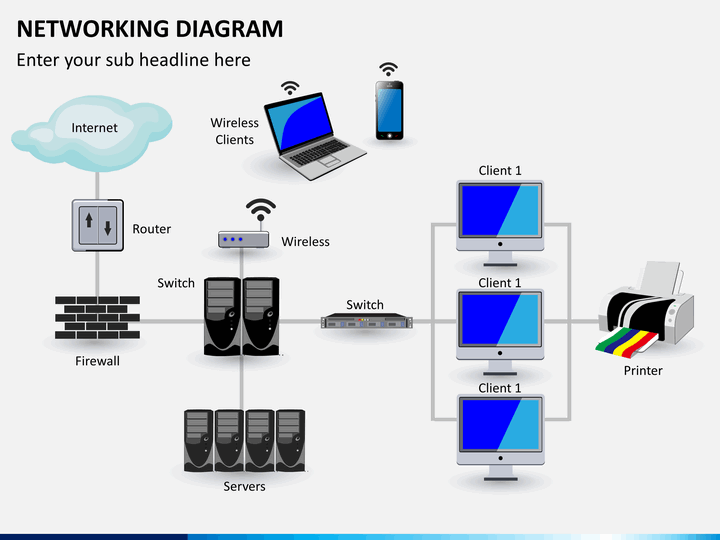 NETWORKING DIAGRAM
Enter your sub headline here
Internet
Wireless
Clients
Client 1
Router
Wireless
Switch
Client 1
Switch
Firewall
Printer
Client 1
Servers